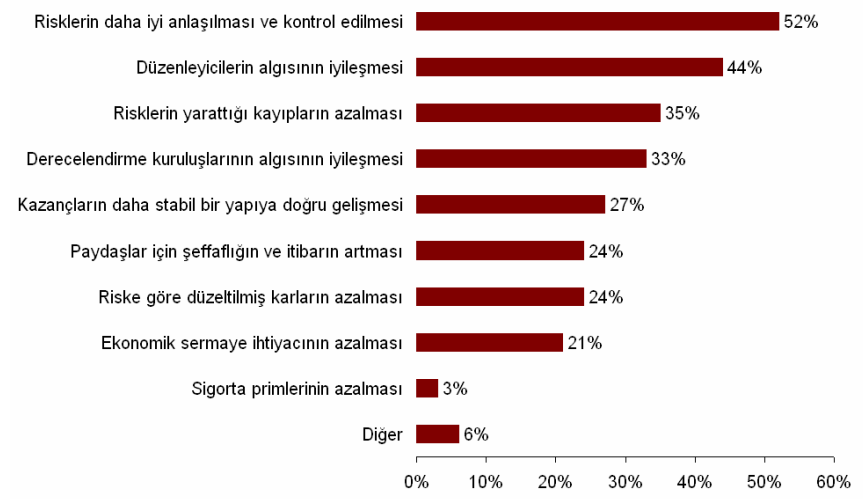 Risklerin daha iyi anlaşılması ve kontrol edilmesi 52%
Düzenleyicilerin algısının iyileşmesi 44%
Risklerin yarattığı kayıpların azalması 35%
Derecelendirme kuruluşlarının algısının iyileşmesi 33%
Kazançların daha stabil bir yapıya doğru gelişmesi 27%
Paydaşlar için şeffaflığın ve itibarın artması 24%
Riske göre düzeltilmiş karların azalması 24%
Ekonomik sermaye ihtiyacının azalması 21%
Sigorta primlerinin azalması 3%
Diğer 6%
0% 10% 20% 30% 40% 50% 60%